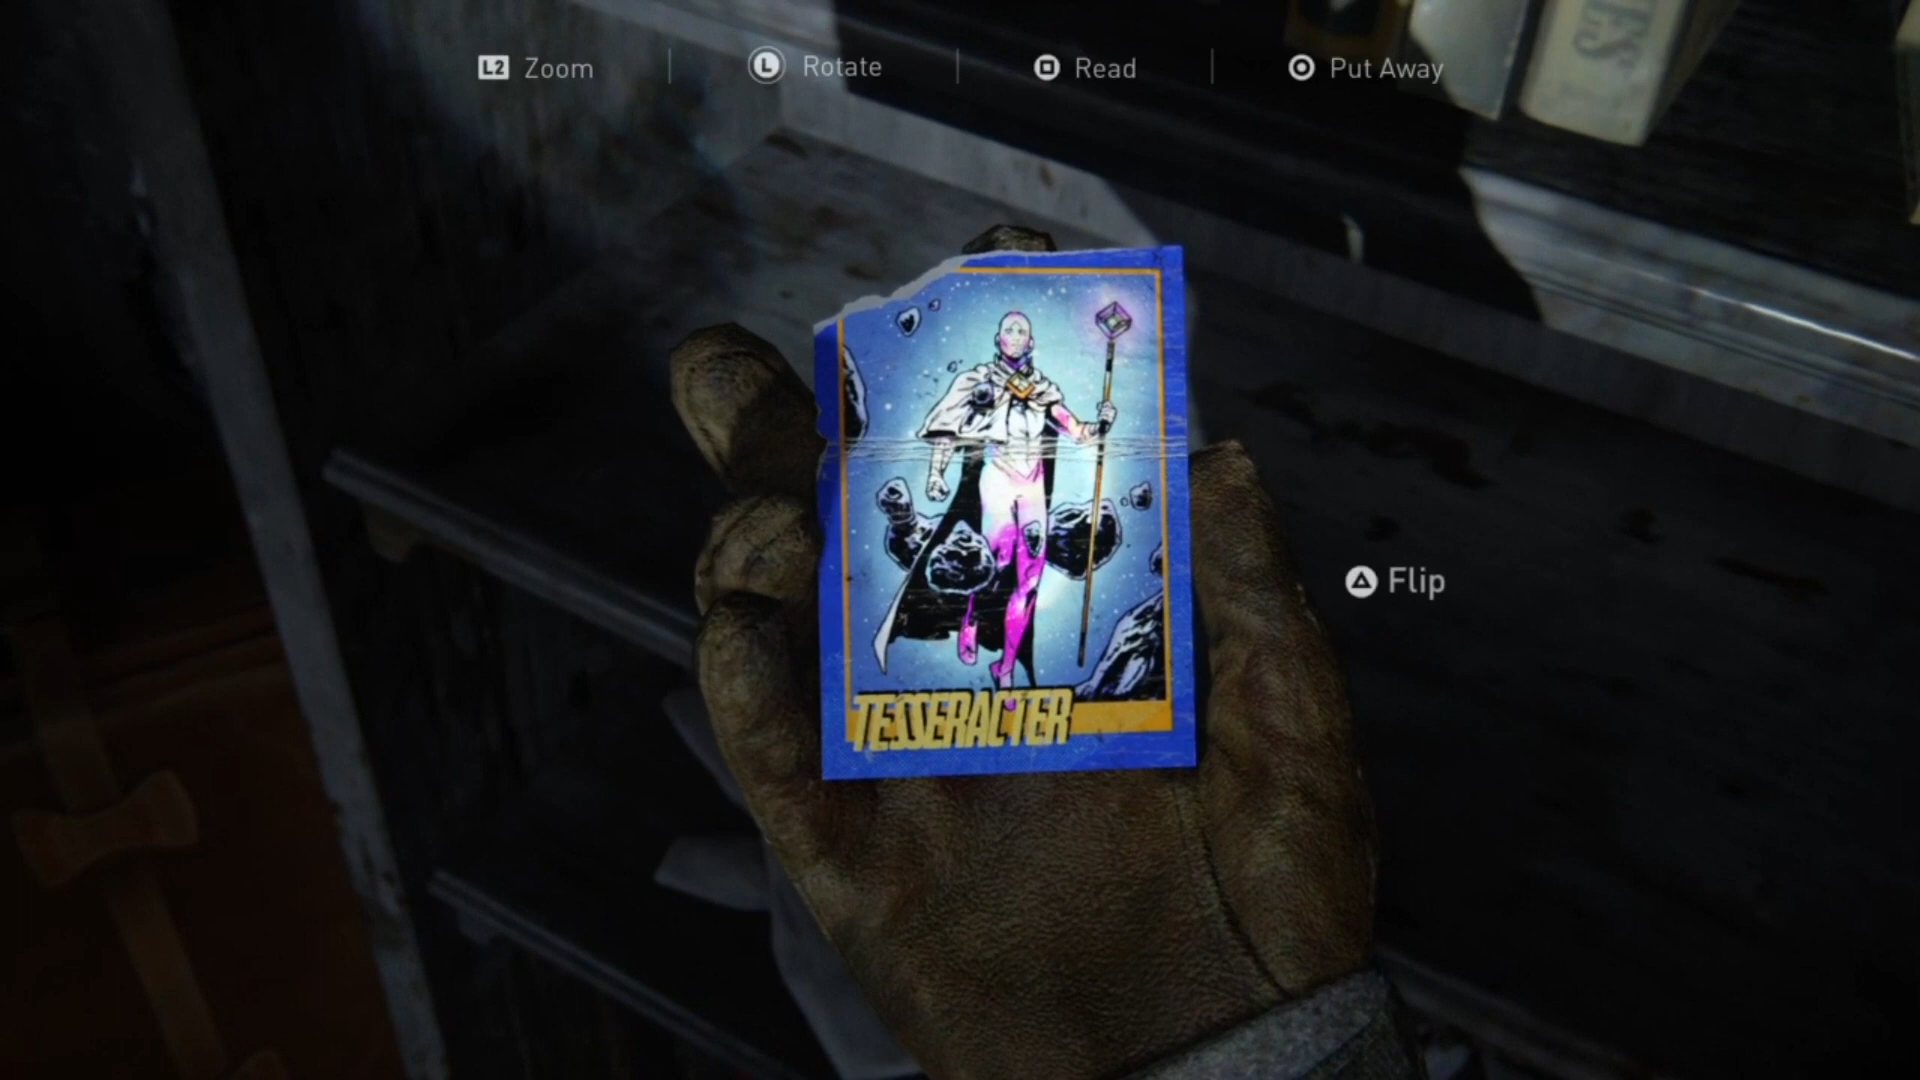 L2 Zoom
L Rotate
Read
Put Away
Flip
TESSERACTER